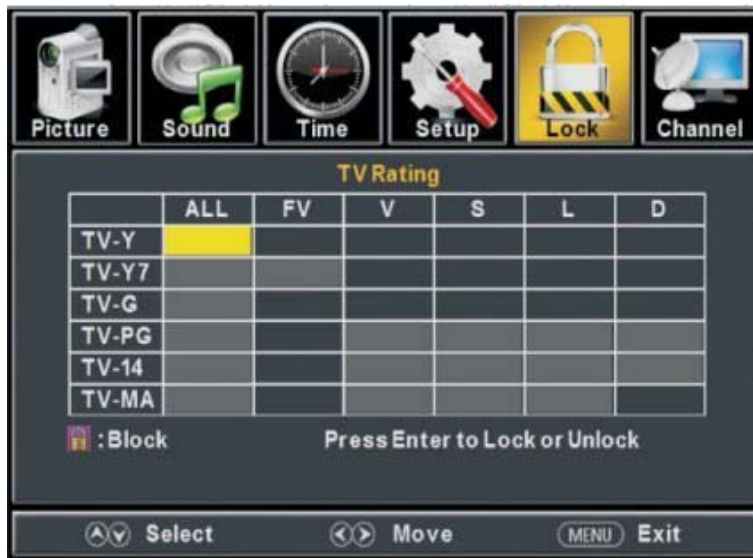 Picture Sound Time Setup Lock Channel
TV Rating
ALL FV V S L D
TV-Y
TV-Y7
TV-G
TV-PG
TV-14
TV-MA
:Block Press Enter to Lock or Unlock
Select Move MENU Exit